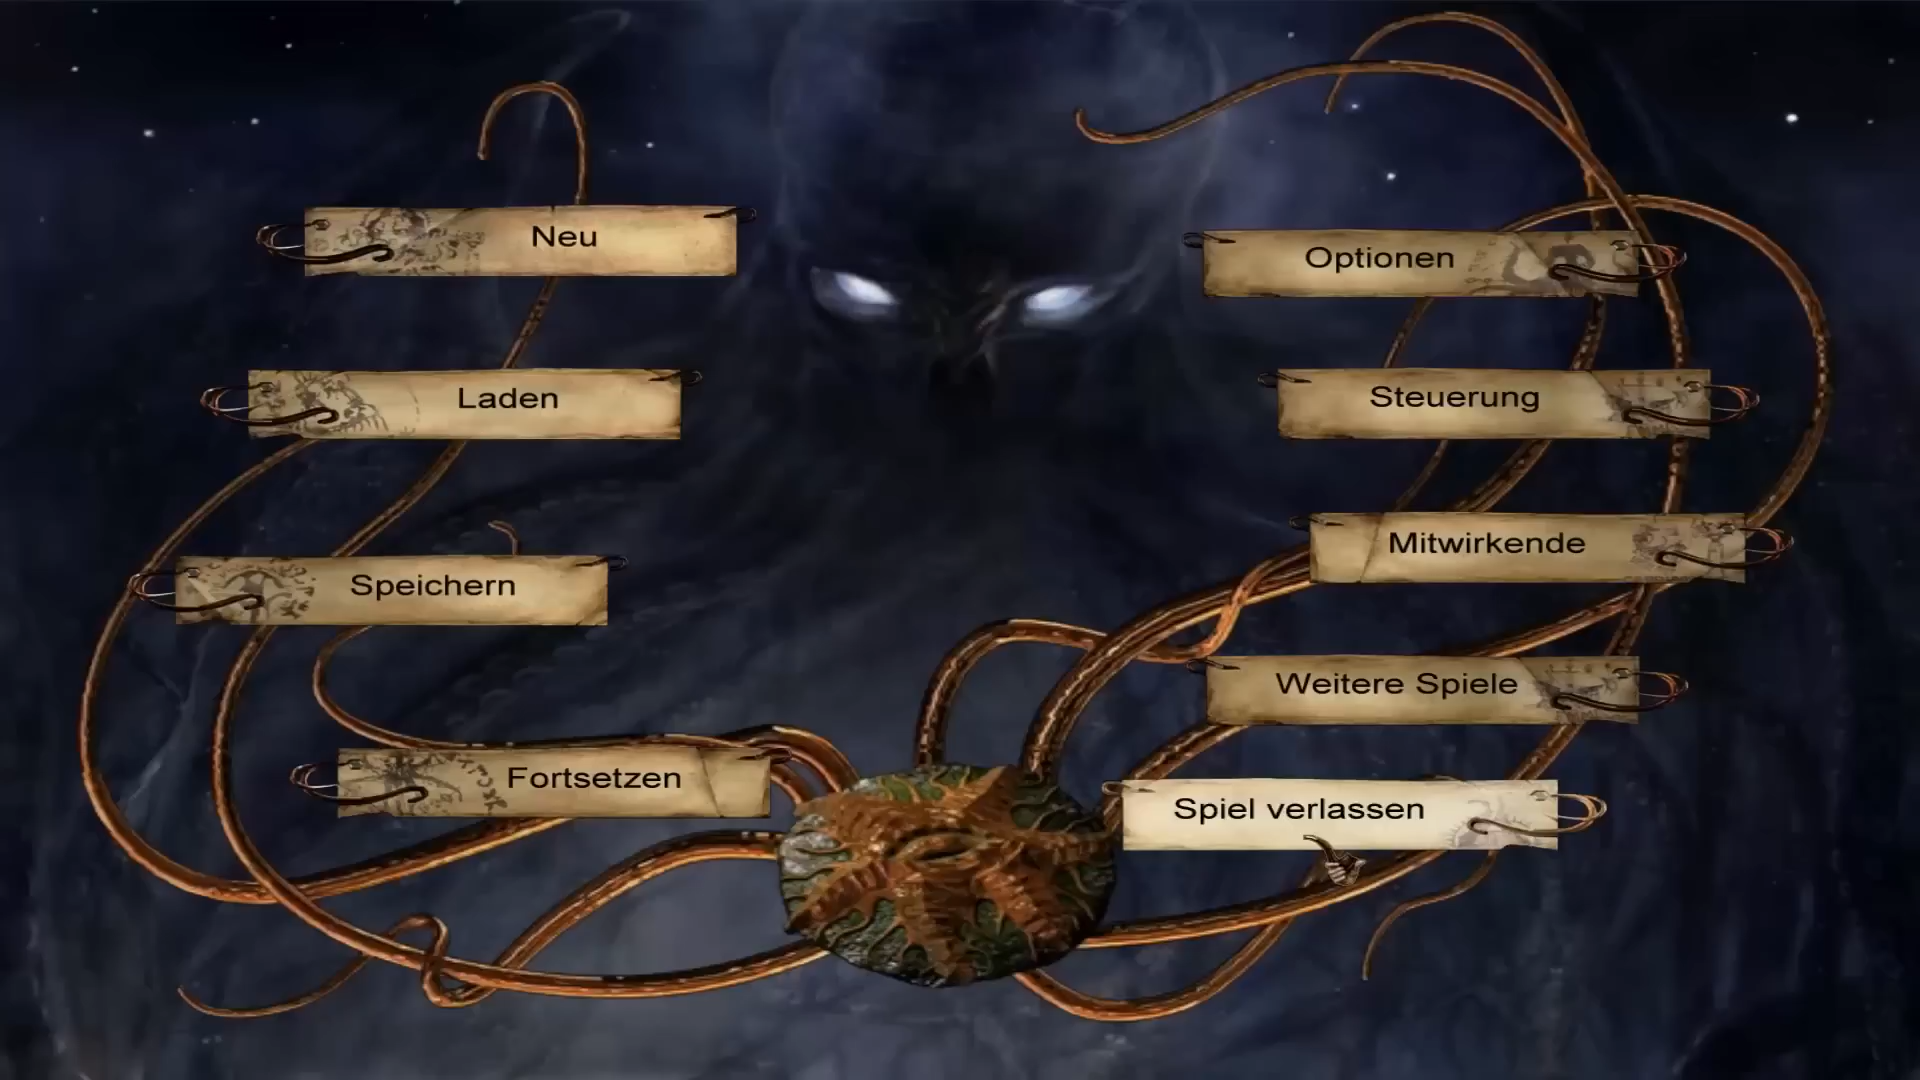 Neu
Laden
Speichern
Fortsetzen
Optionen
Steuerung
Mitwirkende
Weitere Spiele
Spiel verlassen